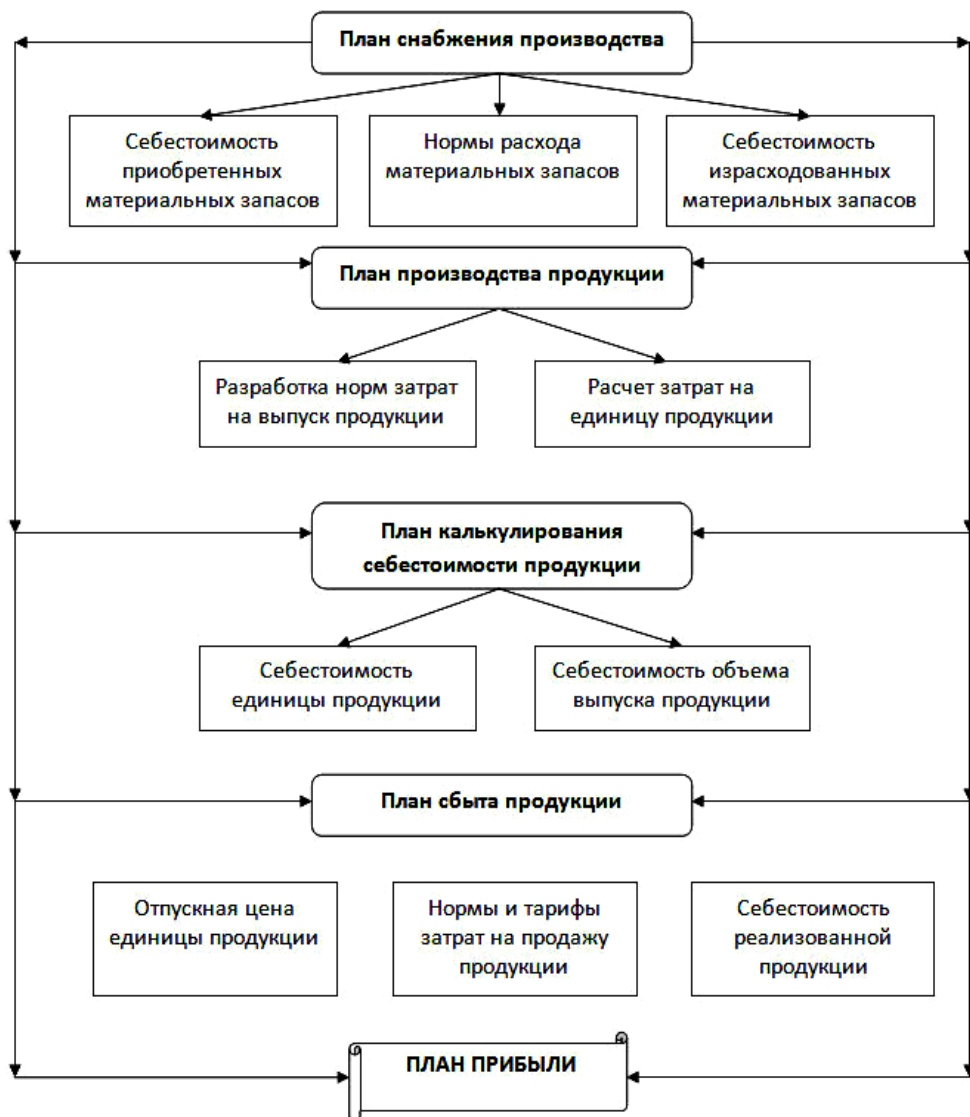 План снабжения производства
Себестоимость
приобретенных
материальных запасов
Нормы расхода
материальных запасов
Себестоимость
израсходованных
материальных запасов
План производства продукции
Разработка норм затрат
на выпуск продукции
Расчет затрат на
единицу продукции
План калькулирования
себестоимости продукции
Себестоимость
единицы продукции
Себестоимость объема
выпуска продукции
План сбыта продукции
Отпускная цена
единицы продукции
Нормы и тарифы
затрат на продажу
продукции
Себестоимость
реализованной
продукции
ПЛАН ПРИБЫЛИ